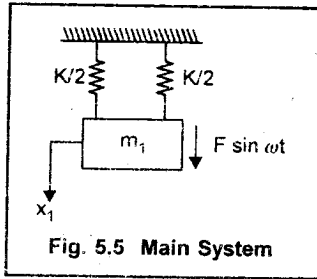 K/2 K/2
m₁
F sin ωt
x₁
Fig. 5.5 Main System